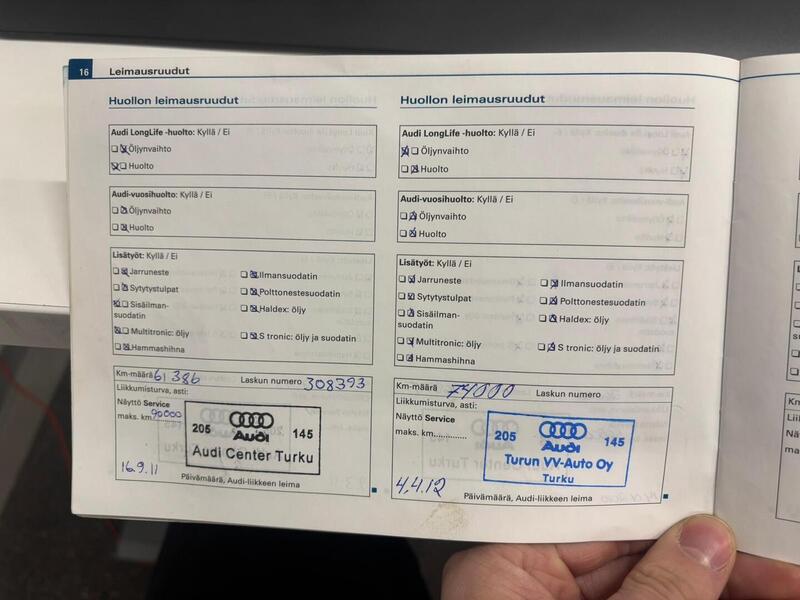 16 Leimausruudut
Huollon leimausruudut
Audi LongLife -huolto: Kyllä / Ei
Öljynvaihto
Huolto
Audi-vuosihuolto: Kyllä / Ei
Öljynvaihto
Huolto
Lisätyöt: Kyllä / Ei
Jarruneste
Sytytystulpat
Sisäilman-
suodatin
Multitronic: öljy
Hammashihna
Ilmansuodatin
Polttonestesuodatin
Haldex: öljy
S tronic: öljy ja suodatin
Km-määrä 61386 Laskun numero 308393
Liikkumisturva, asti:
Näyttö Service
maks. km. 90000
205 Audi 145
Audi Center Turku
16.9.11
Päivämäärä, Audi-liikkeen leima
Huollon leimausruudut
Audi LongLife -huolto: Kyllä / Ei
Öljynvaihto
Huolto
Audi-vuosihuolto: Kyllä / Ei
Öljynvaihto
Huolto
Lisätyöt: Kyllä / Ei
Jarruneste
Sytytystulpat
Sisäilman-
suodatin
Multitronic: öljy
Hammashihna
Ilmansuodatin
Polttonestesuodatin
Haldex: öljy
S tronic: öljy ja suodatin
Km-määrä 74000 Laskun numero
Liikkumisturva, asti:
Näyttö Service
maks. km.............
205 Audi 145
Turun VV-Auto Oy
Turku
4.4.12
Päivämäärä, Audi-liikkeen leima